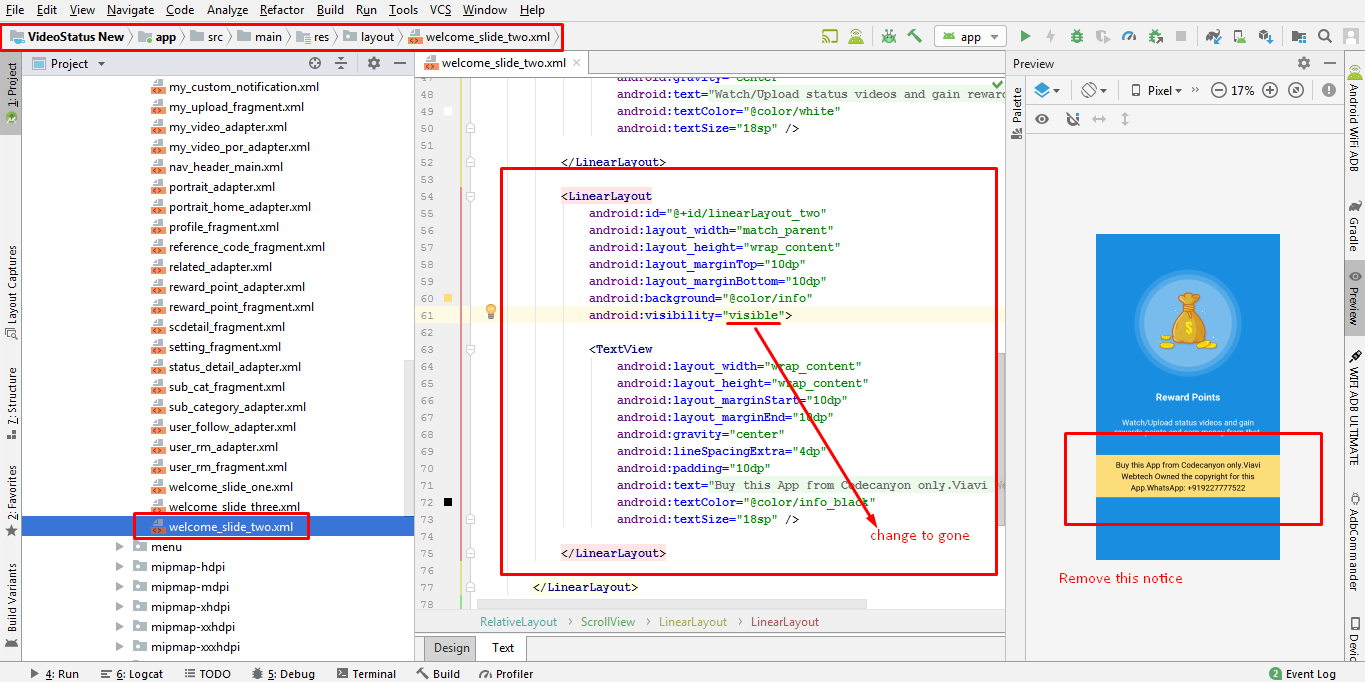 File Edit View Navigate Code Analyze Refactor Build Run Tools VCS Window Help
VideoStatus New app src main res layout welcome_slide_two.xml
app
1: Project
Layout Captures
7: Structure
2: Favorites
Build Variants
Project
my_custom_notification.xml
my_upload_fragment.xml
my_video_adapter.xml
my_video_por_adapter.xml
nav_header_main.xml
portrait_adapter.xml
portrait_home_adapter.xml
profile_fragment.xml
reference_code_fragment.xml
related_adapter.xml
reward_point_adapter.xml
reward_point_fragment.xml
scdetail_fragment.xml
setting_fragment.xml
status_detail_adapter.xml
sub_cat_fragment.xml
sub_category_adapter.xml
user_follow_adapter.xml
user_rm_adapter.xml
user_rm_fragment.xml
welcome_slide_one.xml
welcome_slide_three.xml
welcome_slide_two.xml
menu
mipmap-hdpi
mipmap-mdpi
mipmap-xhdpi
mipmap-xxhdpi
mipmap-xxxhdpi
welcome_slide_two.xml
47 android:gravity="center"
48 android:text="Watch/Upload status videos and gain rewar
49 android:textColor="@color/white"
50 android:textSize="18sp" />
51
52 </LinearLayout>
53
54 <LinearLayout
55 android:id="@+id/linearLayout_two"
56 android:layout_width="match_parent"
57 android:layout_height="wrap_content"
58 android:layout_marginTop="10dp"
59 android:layout_marginBottom="10dp"
60 android:background="@color/info"
61 android:visibility="visible">
62
63 <TextView
64 android:layout_width="wrap_content"
65 android:layout_height="wrap_content"
66 android:layout_marginStart="10dp"
67 android:layout_marginEnd="10dp"
68 android:gravity="center"
69 android:lineSpacingExtra="4dp"
70 android:padding="10dp"
71 android:text="Buy this App from Codecanyon only.Viavi We
72 android:textColor="@color/info_black"
73 android:textSize="18sp" />
74
75 </LinearLayout>
76
77 </LinearLayout>
78
change to gone
RelativeLayout ScrollView LinearLayout LinearLayout
Design Text
Preview
Palette
Pixel 17%
Reward Points
Watch/Upload status videos and gain
rewards points and earn money from that
Buy this App from Codecanyon only.Viavi
Webtech Owned the copyright for this
App.WhatsApp: +919227777522
Remove this notice
Android WiFi ADB
Gradle
Preview
WIFI ADB ULTIMATE
AdbCommander
4: Run 6: Logcat TODO 5: Debug Terminal Build Profiler 2 Event Log